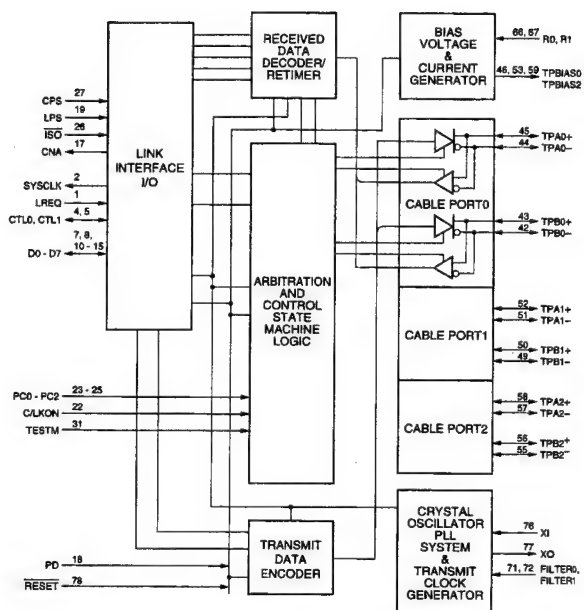 RECEIVED
DATA
DECODER/
RETIMER
BIAS
VOLTAGE
&
CURRENT
GENERATOR
66, 67
R0, R1
46, 53, 59
TPBIAS0
TPBIAS2
CPS
27
LPS
19
ISO
26
CNA
17
SYSCLK
2
LREQ
1
CTL0, CTL1
4, 5
D0 - D7
7, 8,
10 - 15
LINK
INTERFACE
I/O
ARBITRATION
AND
CONTROL
STATE
MACHINE
LOGIC
CABLE PORT0
45
TPA0+
44
TPA0−
43
TPB0+
42
TPB0−
CABLE PORT1
52
TPA1+
51
TPA1−
50
TPB1+
49
TPB1−
CABLE PORT2
58
TPA2+
57
TPA2−
56
TPB2+
55
TPB2−
PC0 - PC2
23 - 25
C/LKON
22
TESTM
31
PD
18
RESET
78
TRANSMIT
DATA
ENCODER
CRYSTAL
OSCILLATOR
PLL
SYSTEM
&
TRANSMIT
CLOCK
GENERATOR
76
XI
77
XO
71, 72
FILTER0,
FILTER1